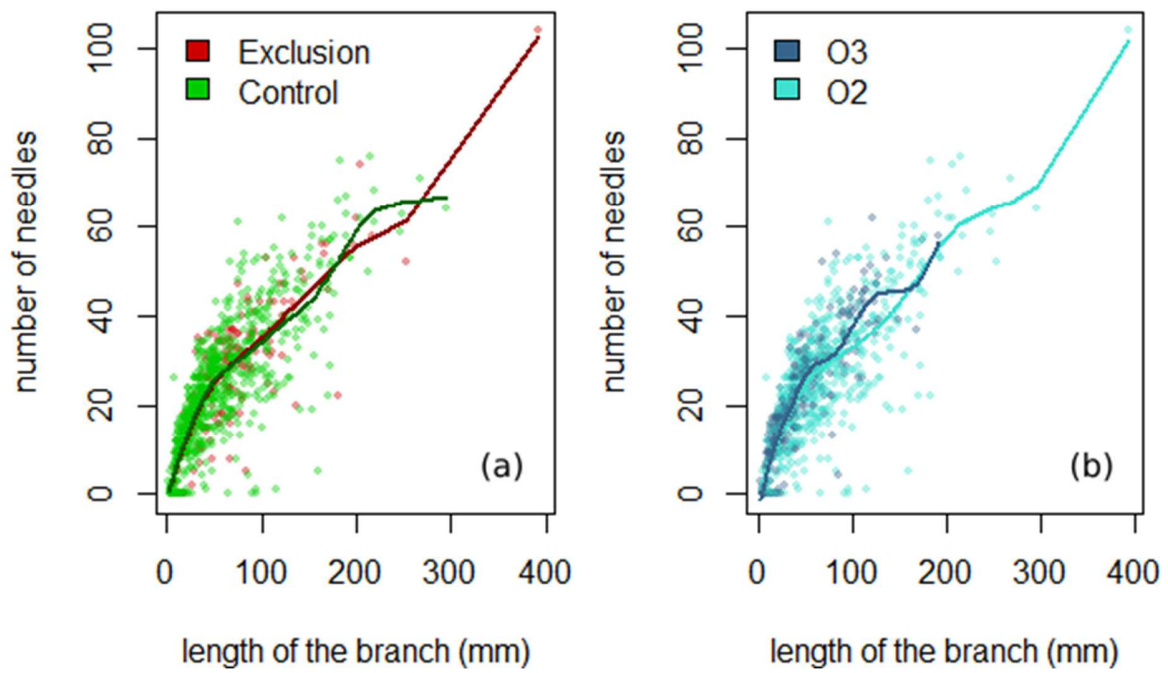 Exclusion
Control
number of needles
100
80
60
40
20
0
(a)
0 100 200 300 400
length of the branch (mm)
O3
O2
number of needles
100
80
60
40
20
0
(b)
0 100 200 300 400
length of the branch (mm)